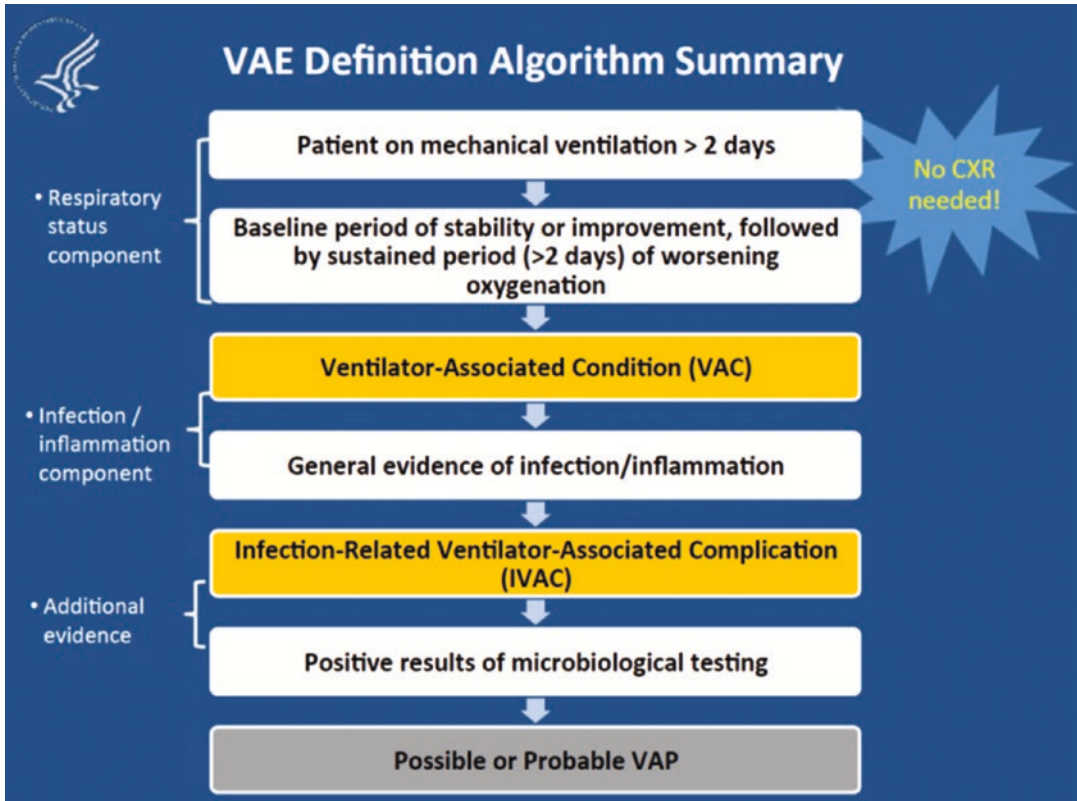 VAE Definition Algorithm Summary
Patient on mechanical ventilation > 2 days
No CXR
needed!
• Respiratory
status
component
Baseline period of stability or improvement, followed
by sustained period (>2 days) of worsening
oxygenation
Ventilator-Associated Condition (VAC)
• Infection /
inflammation
component
General evidence of infection/inflammation
Infection-Related Ventilator-Associated Complication
(IVAC)
• Additional
evidence
Positive results of microbiological testing
Possible or Probable VAP